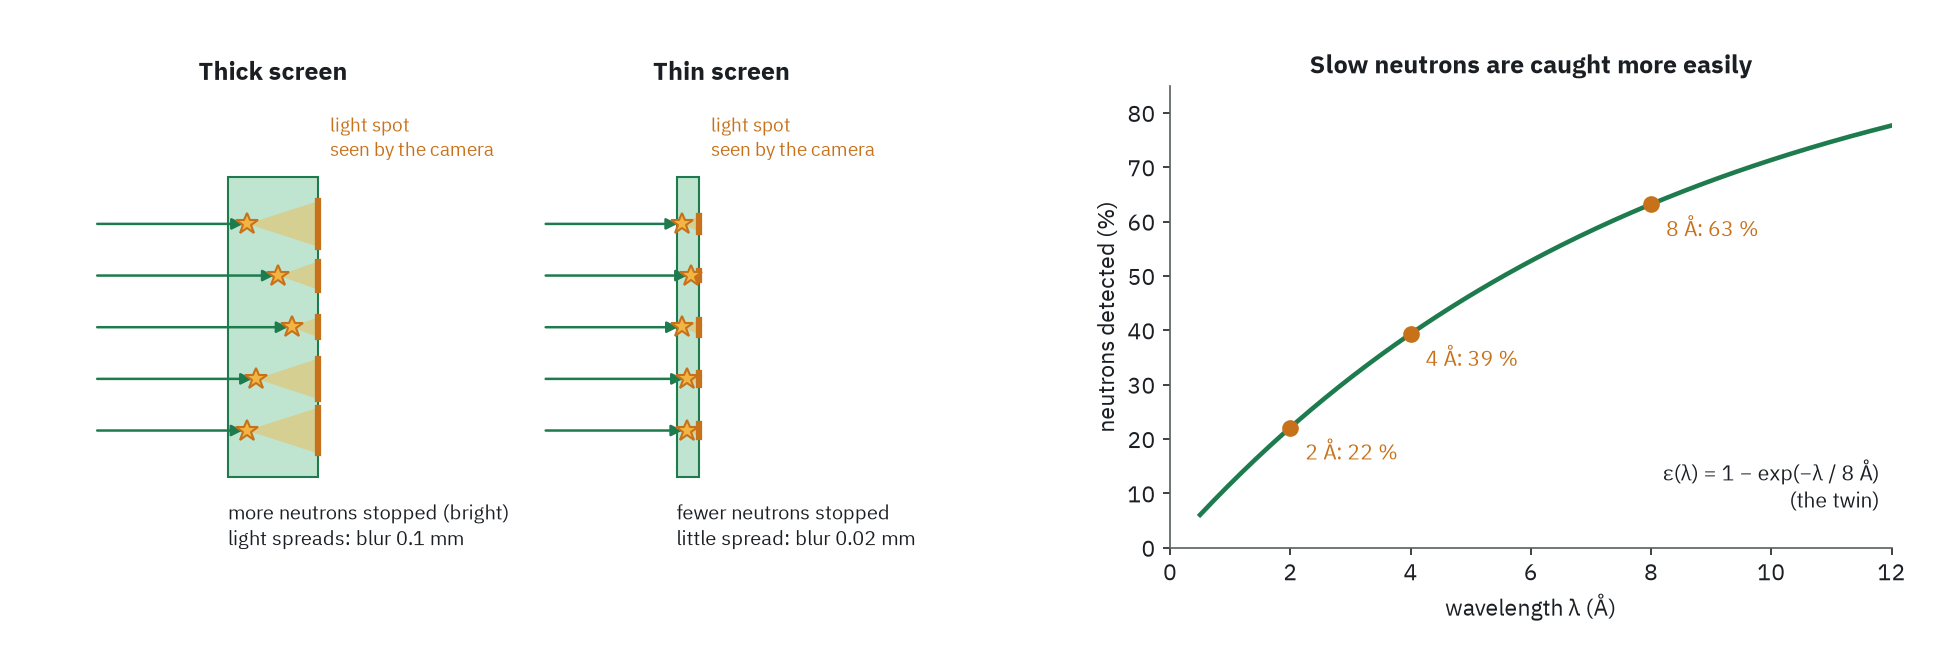 Thick screen
light spot
seen by the camera
more neutrons stopped (bright)
light spreads: blur 0.1 mm
Thin screen
light spot
seen by the camera
fewer neutrons stopped
little spread: blur 0.02 mm
Slow neutrons are caught more easily
neutrons detected (%)
80
70
60
50
40
30
20
10
0
8 Å: 63 %
4 Å: 39 %
2 Å: 22 %
ε(λ) = 1 − exp(−λ / 8 Å)
(the twin)
0 2 4 6 8 10 12
wavelength λ (Å)